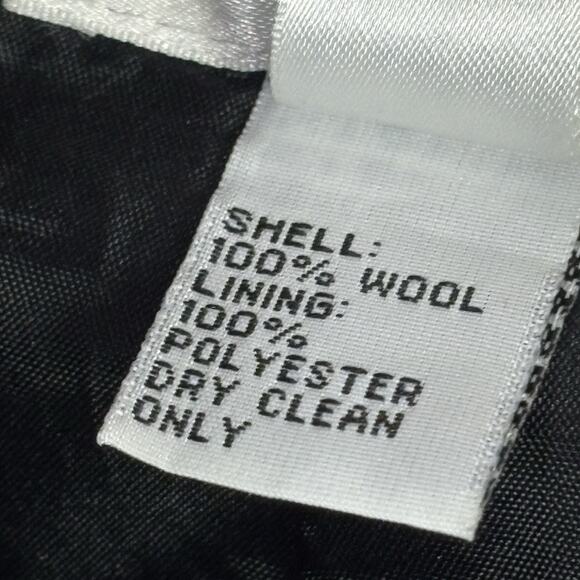 SHELL:
100% WOOL
LINING:
100%
POLYESTER
DRY CLEAN
ONLY